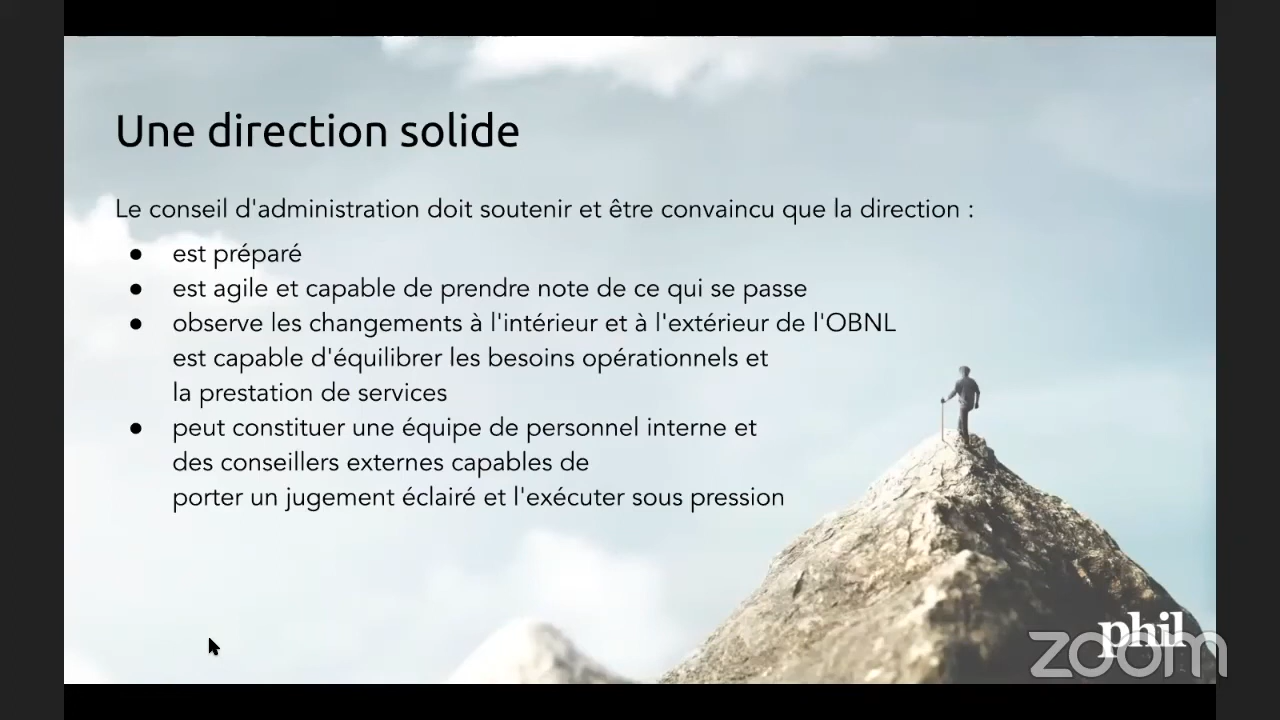 Une direction solide
Le conseil d'administration doit soutenir et être convaincu que la direction :
● est préparé
● est agile et capable de prendre note de ce qui se passe
● observe les changements à l'intérieur et à l'extérieur de l'OBNL
est capable d'équilibrer les besoins opérationnels et
la prestation de services
● peut constituer une équipe de personnel interne et
des conseillers externes capables de
porter un jugement éclairé et l'exécuter sous pression
phil
zoom